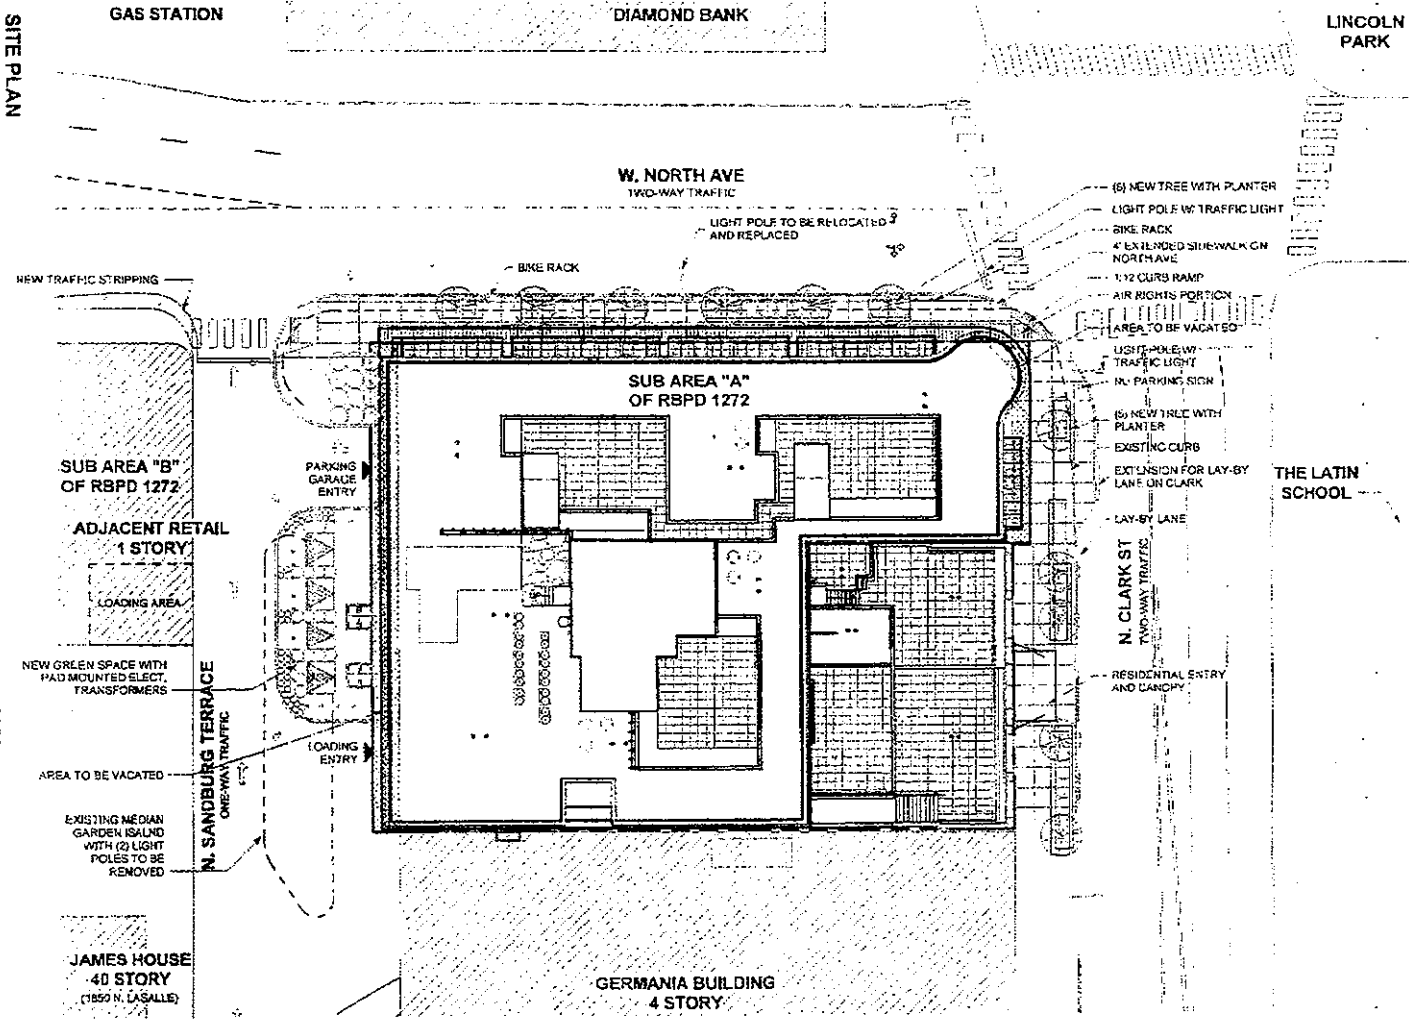 SITE PLAN
GAS STATION
DIAMOND BANK
LINCOLN
PARK
W. NORTH AVE
TWO-WAY TRAFFIC
LIGHT POLE TO BE RELOCATED
AND REPLACED
BIKE RACK
NEW TRAFFIC STRIPPING
(6) NEW TREE WITH PLANTER
LIGHT POLE W/ TRAFFIC LIGHT
BIKE RACK
4' EXTENDED SIDEWALK ON
NORTH AVE
1:12 CURB RAMP
AIR RIGHTS PORTION
AREA TO BE VACATED
LIGHT POLE W/
TRAFFIC LIGHT
PARKING SIGN
(5) NEW TREE WITH
PLANTER
EXISTING CURB
EXTENSION FOR LAY-BY
LANE ON CLARK
LAY-BY LANE
N. CLARK ST
TWO-WAY TRAFFIC
RESIDENTIAL ENTRY
AND CANOPY
THE LATIN
SCHOOL
SUB AREA "A"
OF RBPD 1272
SUB AREA "B"
OF RBPD 1272
ADJACENT RETAIL
1 STORY
LOADING AREA
PARKING
GARAGE
ENTRY
NEW GREEN SPACE WITH
PAD MOUNTED ELECT.
TRANSFORMERS
N. SANDBURG TERRACE
ONE-WAY TRAFFIC
LOADING
ENTRY
AREA TO BE VACATED
EXISTING MEDIAN
GARDEN ISALND
WITH (2) LIGHT
POLES TO BE
REMOVED
JAMES HOUSE
40 STORY
(1850 N. LASALLE)
GERMANIA BUILDING
4 STORY